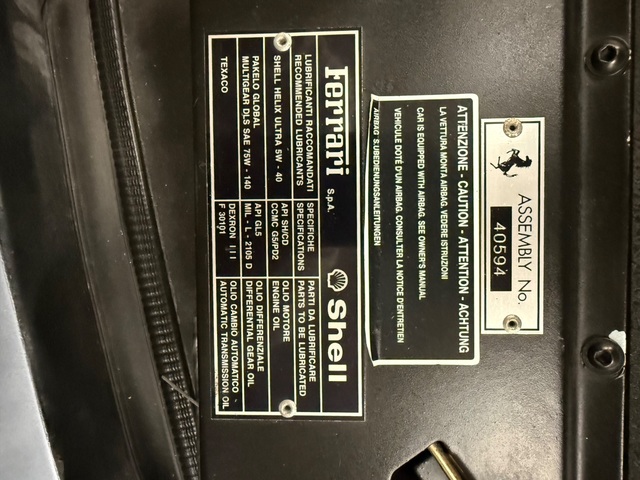 ASSEMBLY No.
40594
ATTENZIONE - CAUTION - ATTENTION - ACHTUNG
LA VETTURA MONTA AIRBAG. VEDERE ISTRUZIONI
CAR IS EQUIPPED WITH AIRBAG. SEE OWNER'S MANUAL
VEHICULE DOTÉ D'UN AIRBAG. CONSULTER LA NOTICE D'ENTRETIEN
AIRBAG S.UBEDIENUNGSANLEITUNGEN
Ferrari S.p.A. Shell
LUBRIFICANTI RACCOMANDATI SPECIFICHE PARTI DA LUBRIFICARE
RECOMMENDED LUBRICANTS SPECIFICATIONS PARTS TO BE LUBRICATED
SHELL HELIX ULTRA 5W - 40 API SH/CD OLIO MOTORE
CCMC G5/PD2 ENGINE OIL
PAKELO GLOBAL API GL5 OLIO DIFFERENZIALE
MULTIGEAR DLS SAE 75W - 140 MIL - L - 2105 D DIFFERENTIAL GEAR OIL
TEXACO DEXRON III OLIO CAMBIO AUTOMATICO -
F 30101 AUTOMATIC TRANSMISSION OIL